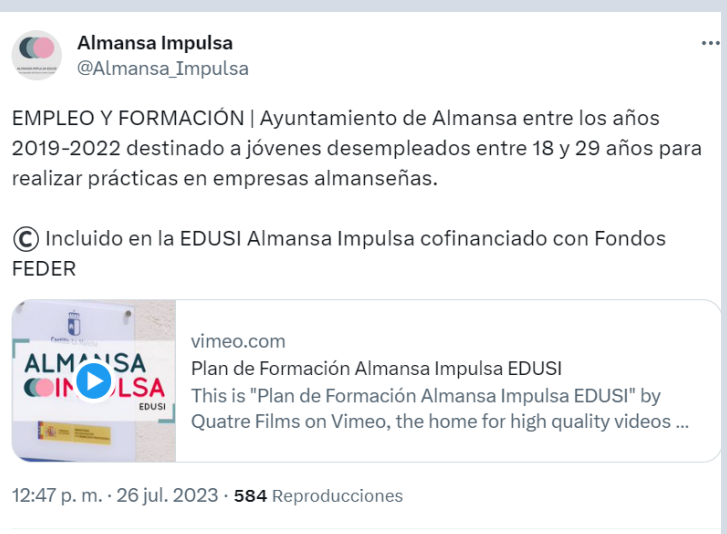 Almansa Impulsa
@Almansa_Impulsa
EMPLEO Y FORMACIÓN | Ayuntamiento de Almansa entre los años
2019-2022 destinado a jóvenes desempleados entre 18 y 29 años para
realizar prácticas en empresas almanseñas.
© Incluido en la EDUSI Almansa Impulsa cofinanciado con Fondos
FEDER
ALMANSA
EDUSI
vimeo.com
Plan de Formación Almansa Impulsa EDUSI
This is "Plan de Formación Almansa Impulsa EDUSI" by
Quatre Films on Vimeo, the home for high quality videos ...
12:47 p. m. · 26 jul. 2023 · 584 Reproducciones